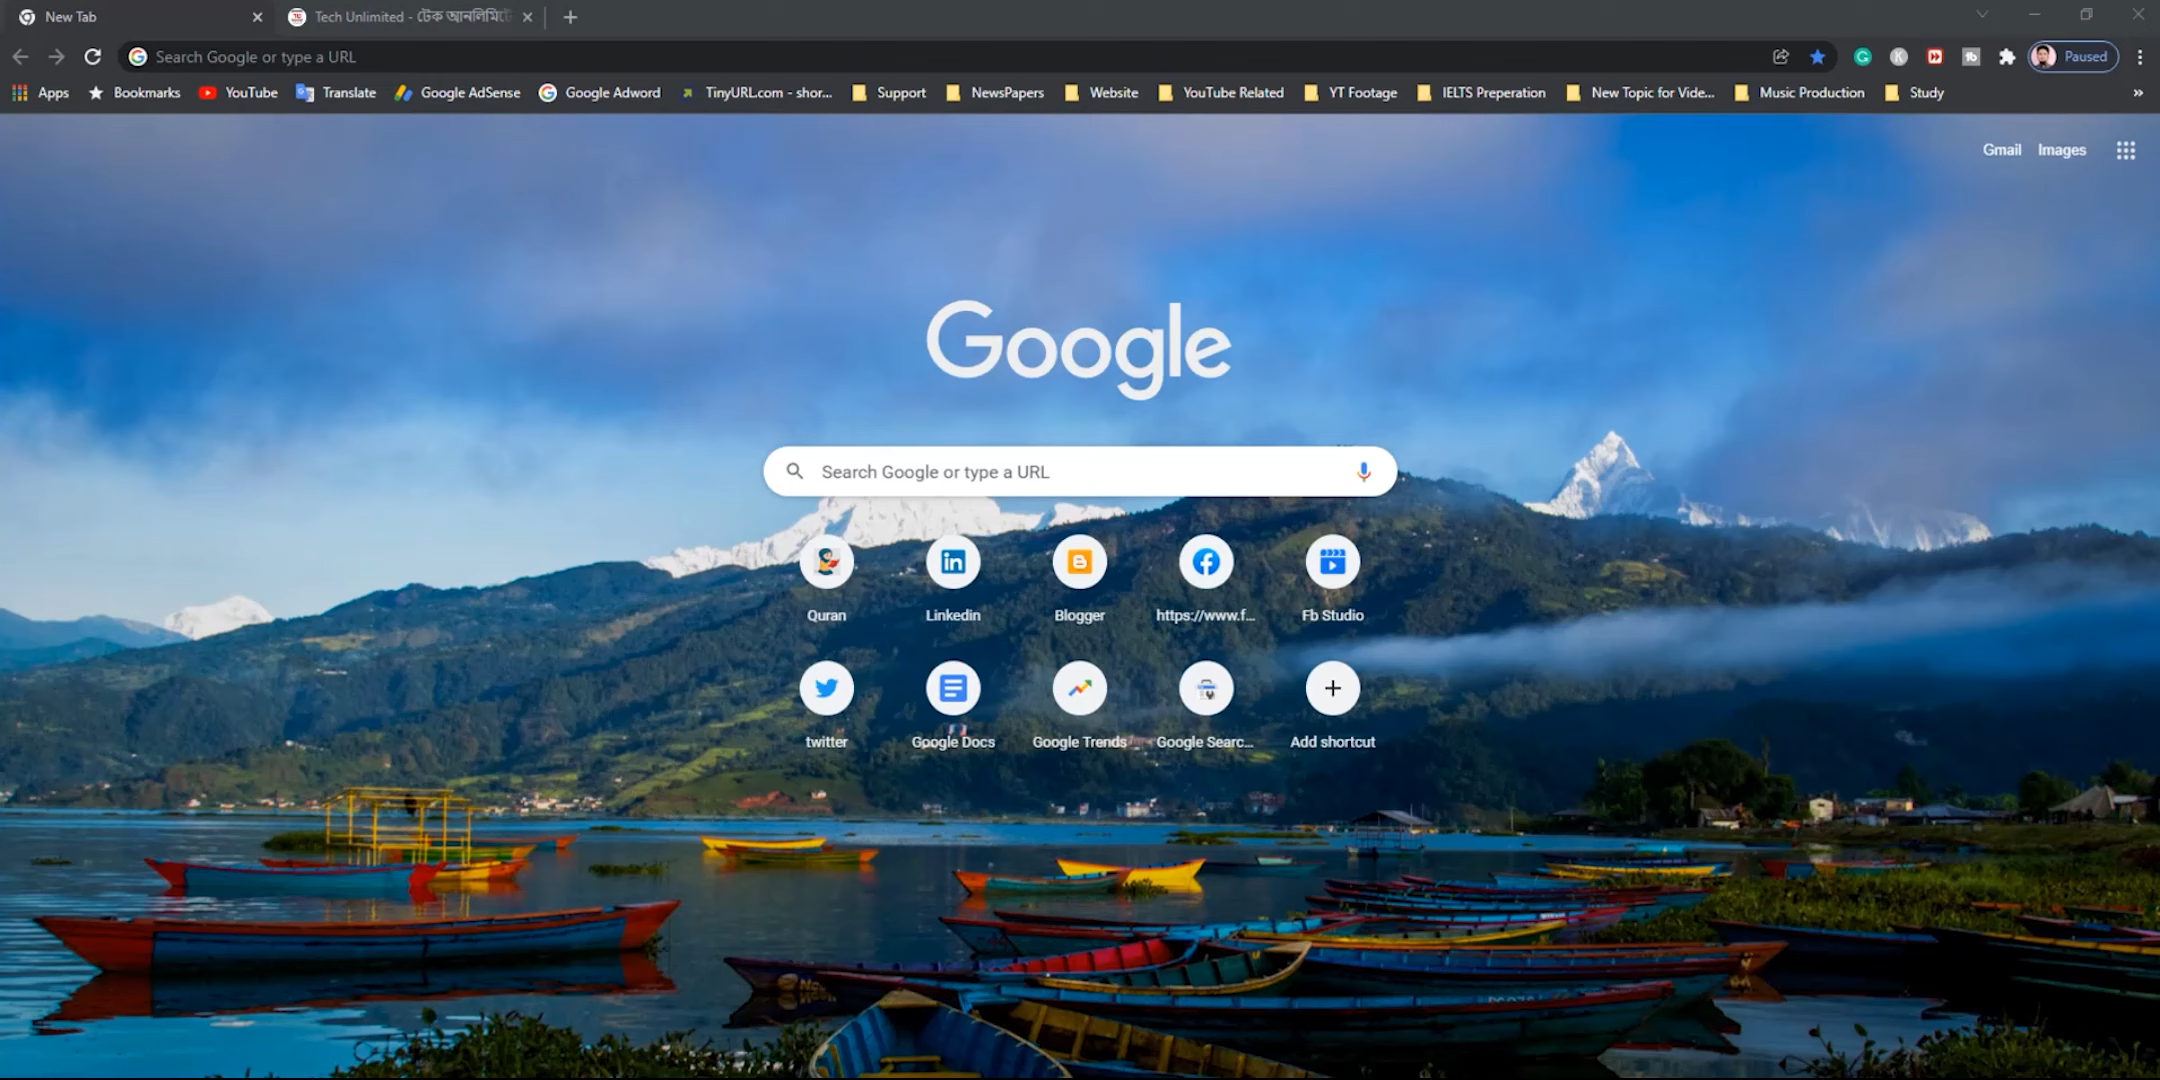 New Tab
Tech Unlimited - টেক আনলিমিটে
Search Google or type a URL
Paused
Apps Bookmarks YouTube Translate Google AdSense Google Adword TinyURL.com - shor... Support NewsPapers Website YouTube Related YT Footage IELTS Preperation New Topic for Vide... Music Production Study »
Gmail Images
Google
Search Google or type a URL
Quran Linkedin Blogger https://www.f... Fb Studio
twitter Google Docs Google Trends Google Searc... Add shortcut